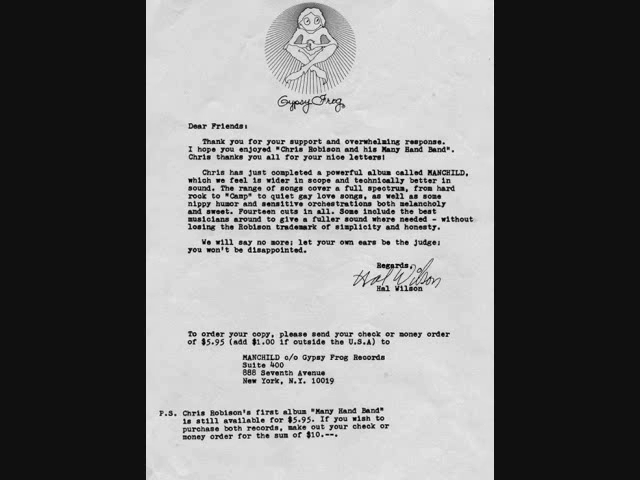 Gypsy Frog
Dear Friends:
Thank you for your support and overwhelming response.
I hope you enjoyed "Chris Robison and his Many Hand Band".
Chris thanks you all for your nice letters!
Chris has just completed a powerful album called MANCHILD,
which we feel is wider in scope and technically better in
sound. The range of songs cover a full spectrum, from hard
rock to "Camp" to quiet gay love songs, as well as some
nippy humor and sensitive orchestrations both melancholy
and sweet. Fourteen cuts in all. Some include the best
musicians around to give a fuller sound where needed - without
losing the Robison trademark of simplicity and honesty.
We will say no more; let your own ears be the judge;
you won't be disappointed.
Regards,
Hal Wilson
Hal Wilson
To order your copy, please send your check or money order
of $5.95 (add $1.00 if outside the U.S.A) to
MANCHILD c/o Gypsy Frog Records
Suite 400
888 Seventh Avenue
New York, N.Y. 10019
P.S. Chris Robison's first album "Many Hand Band"
is still available for $5.95. If you wish to
purchase both records, make out your check or
money order for the sum of $10.--.